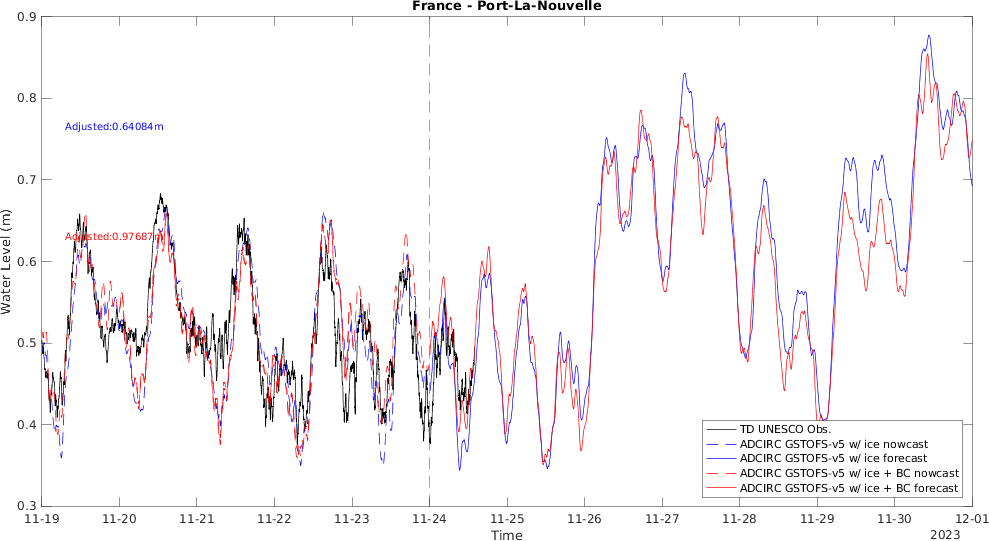 France - Port-La-Nouvelle
Water Level (m)
0.9
0.8
0.7
0.6
0.5
0.4
0.3
Adjusted:0.64084m
Adjusted:0.97687m
TD UNESCO Obs.
ADCIRC GSTOFS-v5 w/ ice nowcast
ADCIRC GSTOFS-v5 w/ ice forecast
ADCIRC GSTOFS-v5 w/ ice + BC nowcast
ADCIRC GSTOFS-v5 w/ ice + BC forecast
11-19 11-20 11-21 11-22 11-23 11-24 11-25 11-26 11-27 11-28 11-29 11-30 12-01
Time
2023